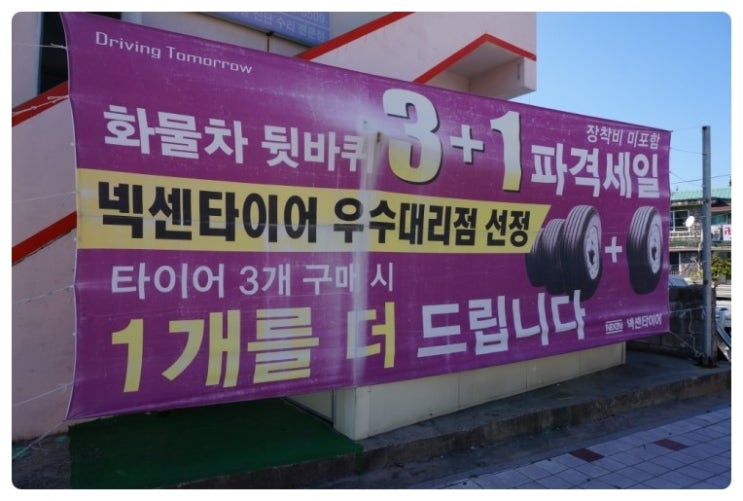 Driving Tomorrow
화물차 뒷바퀴 3+1 파격세일
장착비 미포함
넥센타이어 우수대리점 선정
타이어 3개 구매 시
1개를 더 드립니다
NEXEN 넥센타이어